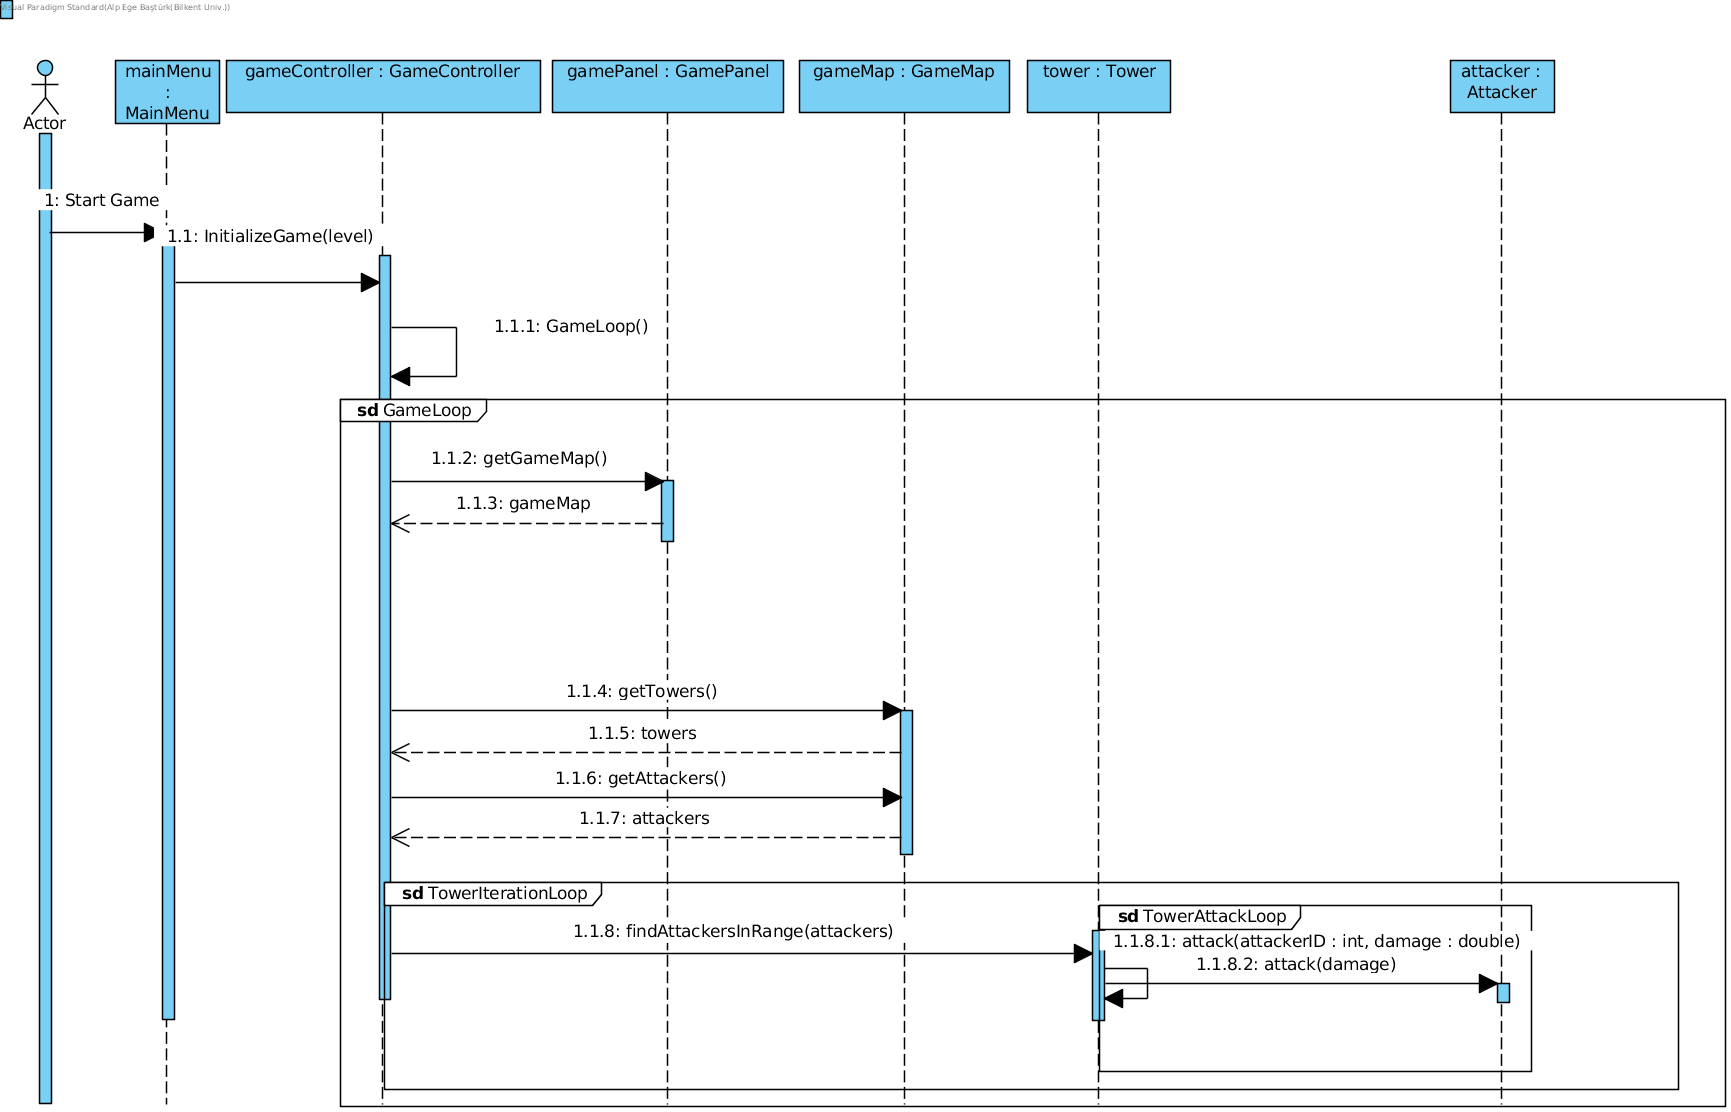 Visual Paradigm Standard(Alp Ege Baştürk(Bilkent Univ.))
Actor
mainMenu
:
MainMenu
gameController : GameController
gamePanel : GamePanel
gameMap : GameMap
tower : Tower
attacker :
Attacker
1: Start Game
1.1: InitializeGame(level)
1.1.1: GameLoop()
sd GameLoop
1.1.2: getGameMap()
1.1.3: gameMap
1.1.4: getTowers()
1.1.5: towers
1.1.6: getAttackers()
1.1.7: attackers
sd TowerIterationLoop
sd TowerAttackLoop
1.1.8: findAttackersInRange(attackers)
1.1.8.1: attack(attackerID : int, damage : double)
1.1.8.2: attack(damage)